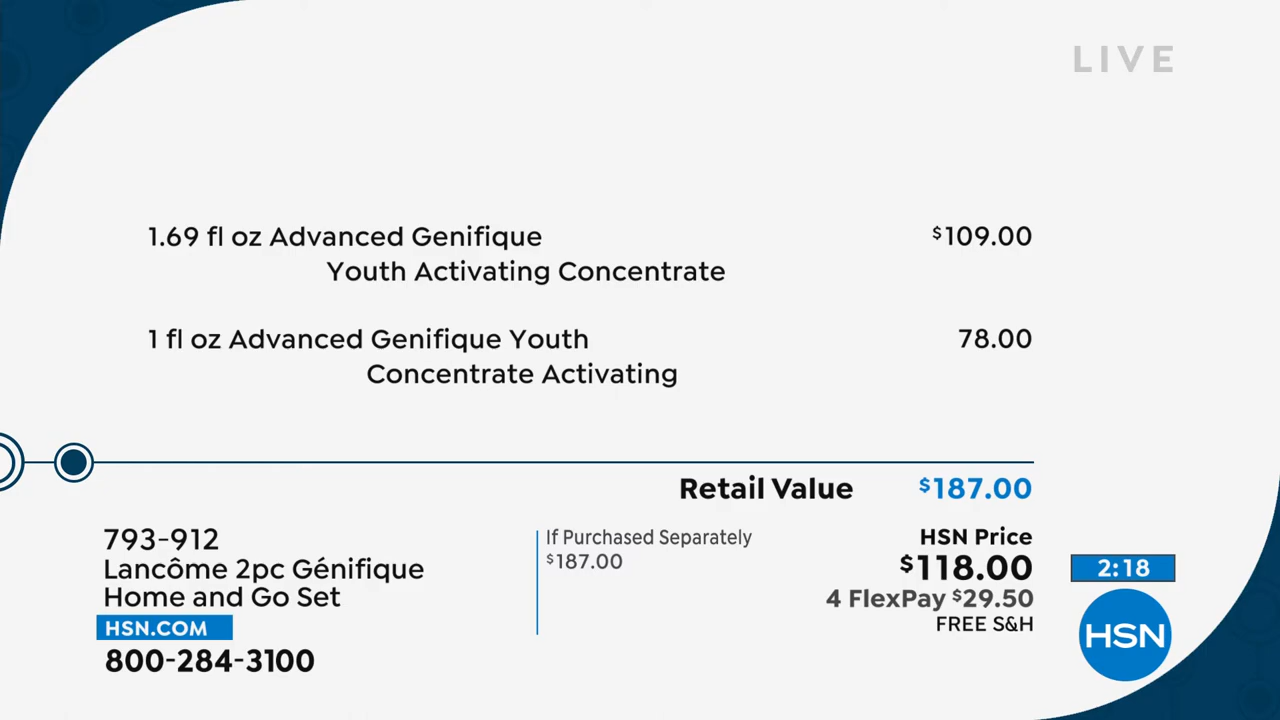 LIVE
1.69 fl oz Advanced Genifique $109.00
Youth Activating Concentrate
1 fl oz Advanced Genifique Youth 78.00
Concentrate Activating
Retail Value $187.00
793-912
Lancôme 2pc Génifique
Home and Go Set
HSN.COM
800-284-3100
If Purchased Separately
$187.00
HSN Price
$118.00
4 FlexPay $29.50
FREE S&H
2:18
HSN